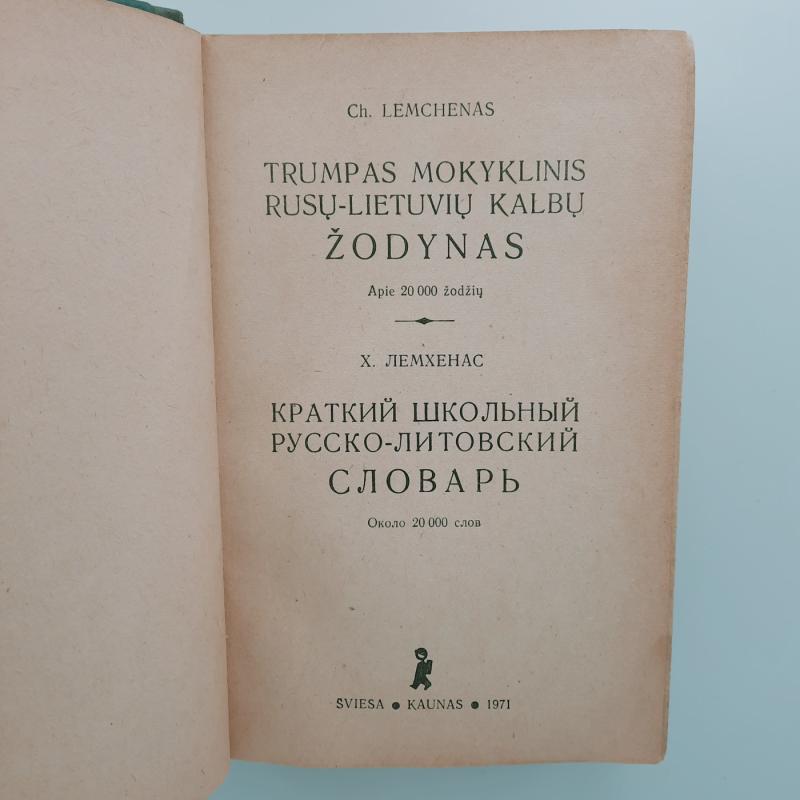 Ch. LEMCHENAS
TRUMPAS MOKYKLINIS
RUSŲ-LIETUVIŲ KALBŲ
ŽODYNAS
Apie 20 000 žodžių
Х. ЛЕМХЕНАС
КРАТКИЙ ШКОЛЬНЫЙ
РУССКО-ЛИТОВСКИЙ
СЛОВАРЬ
Около 20 000 слов
ŠVIESA ● KAUNAS ● 1971